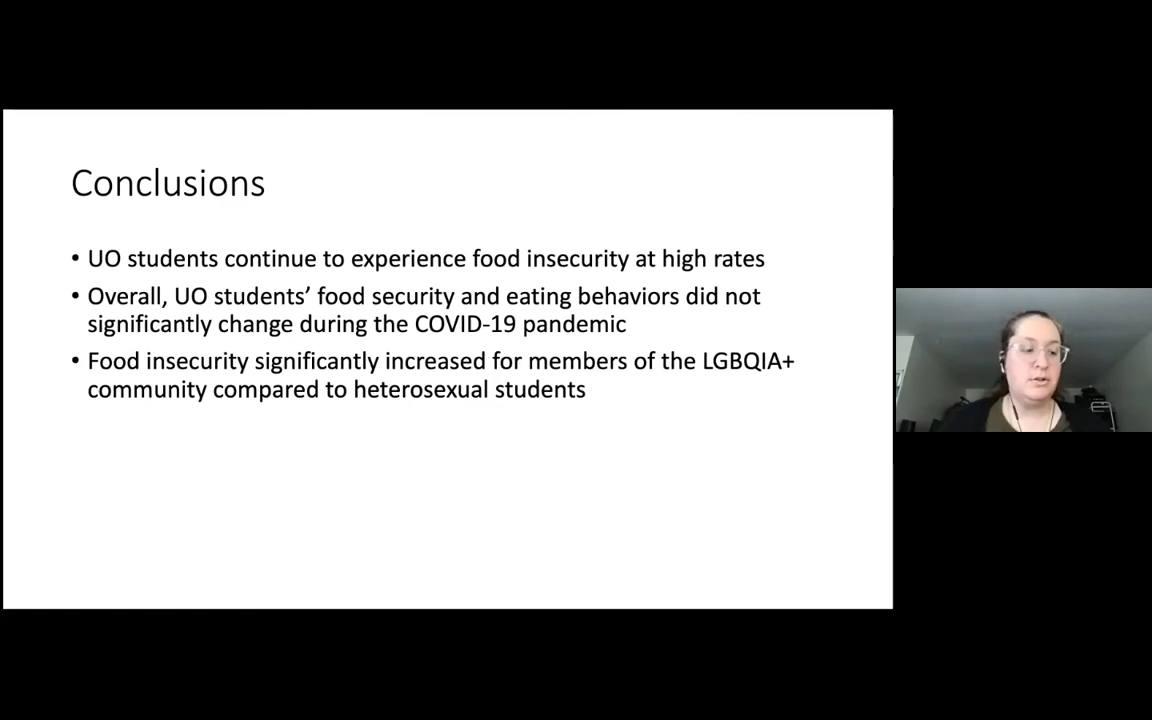 Conclusions
• UO students continue to experience food insecurity at high rates
• Overall, UO students’ food security and eating behaviors did not
significantly change during the COVID-19 pandemic
• Food insecurity significantly increased for members of the LGBQIA+
community compared to heterosexual students